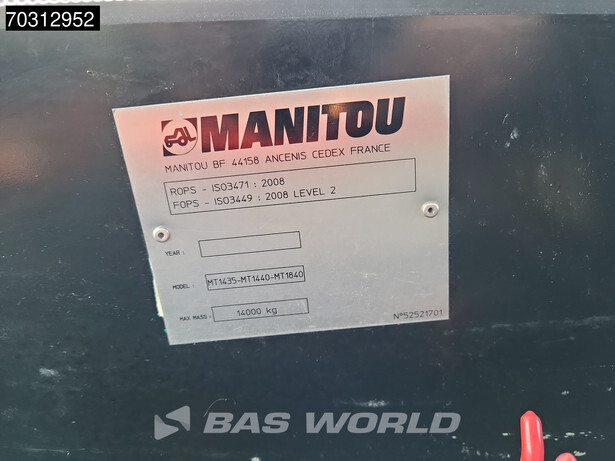 70312952
MANITOU
MANITOU BF 44158 ANCENIS CEDEX FRANCE
ROPS - ISO3471 : 2008
FOPS - ISO3449 : 2008 LEVEL 2
YEAR :
MODEL : MT1435-MT1440-MT1840
MAX MASS : 14000 kg
N°52521701
BAS WORLD